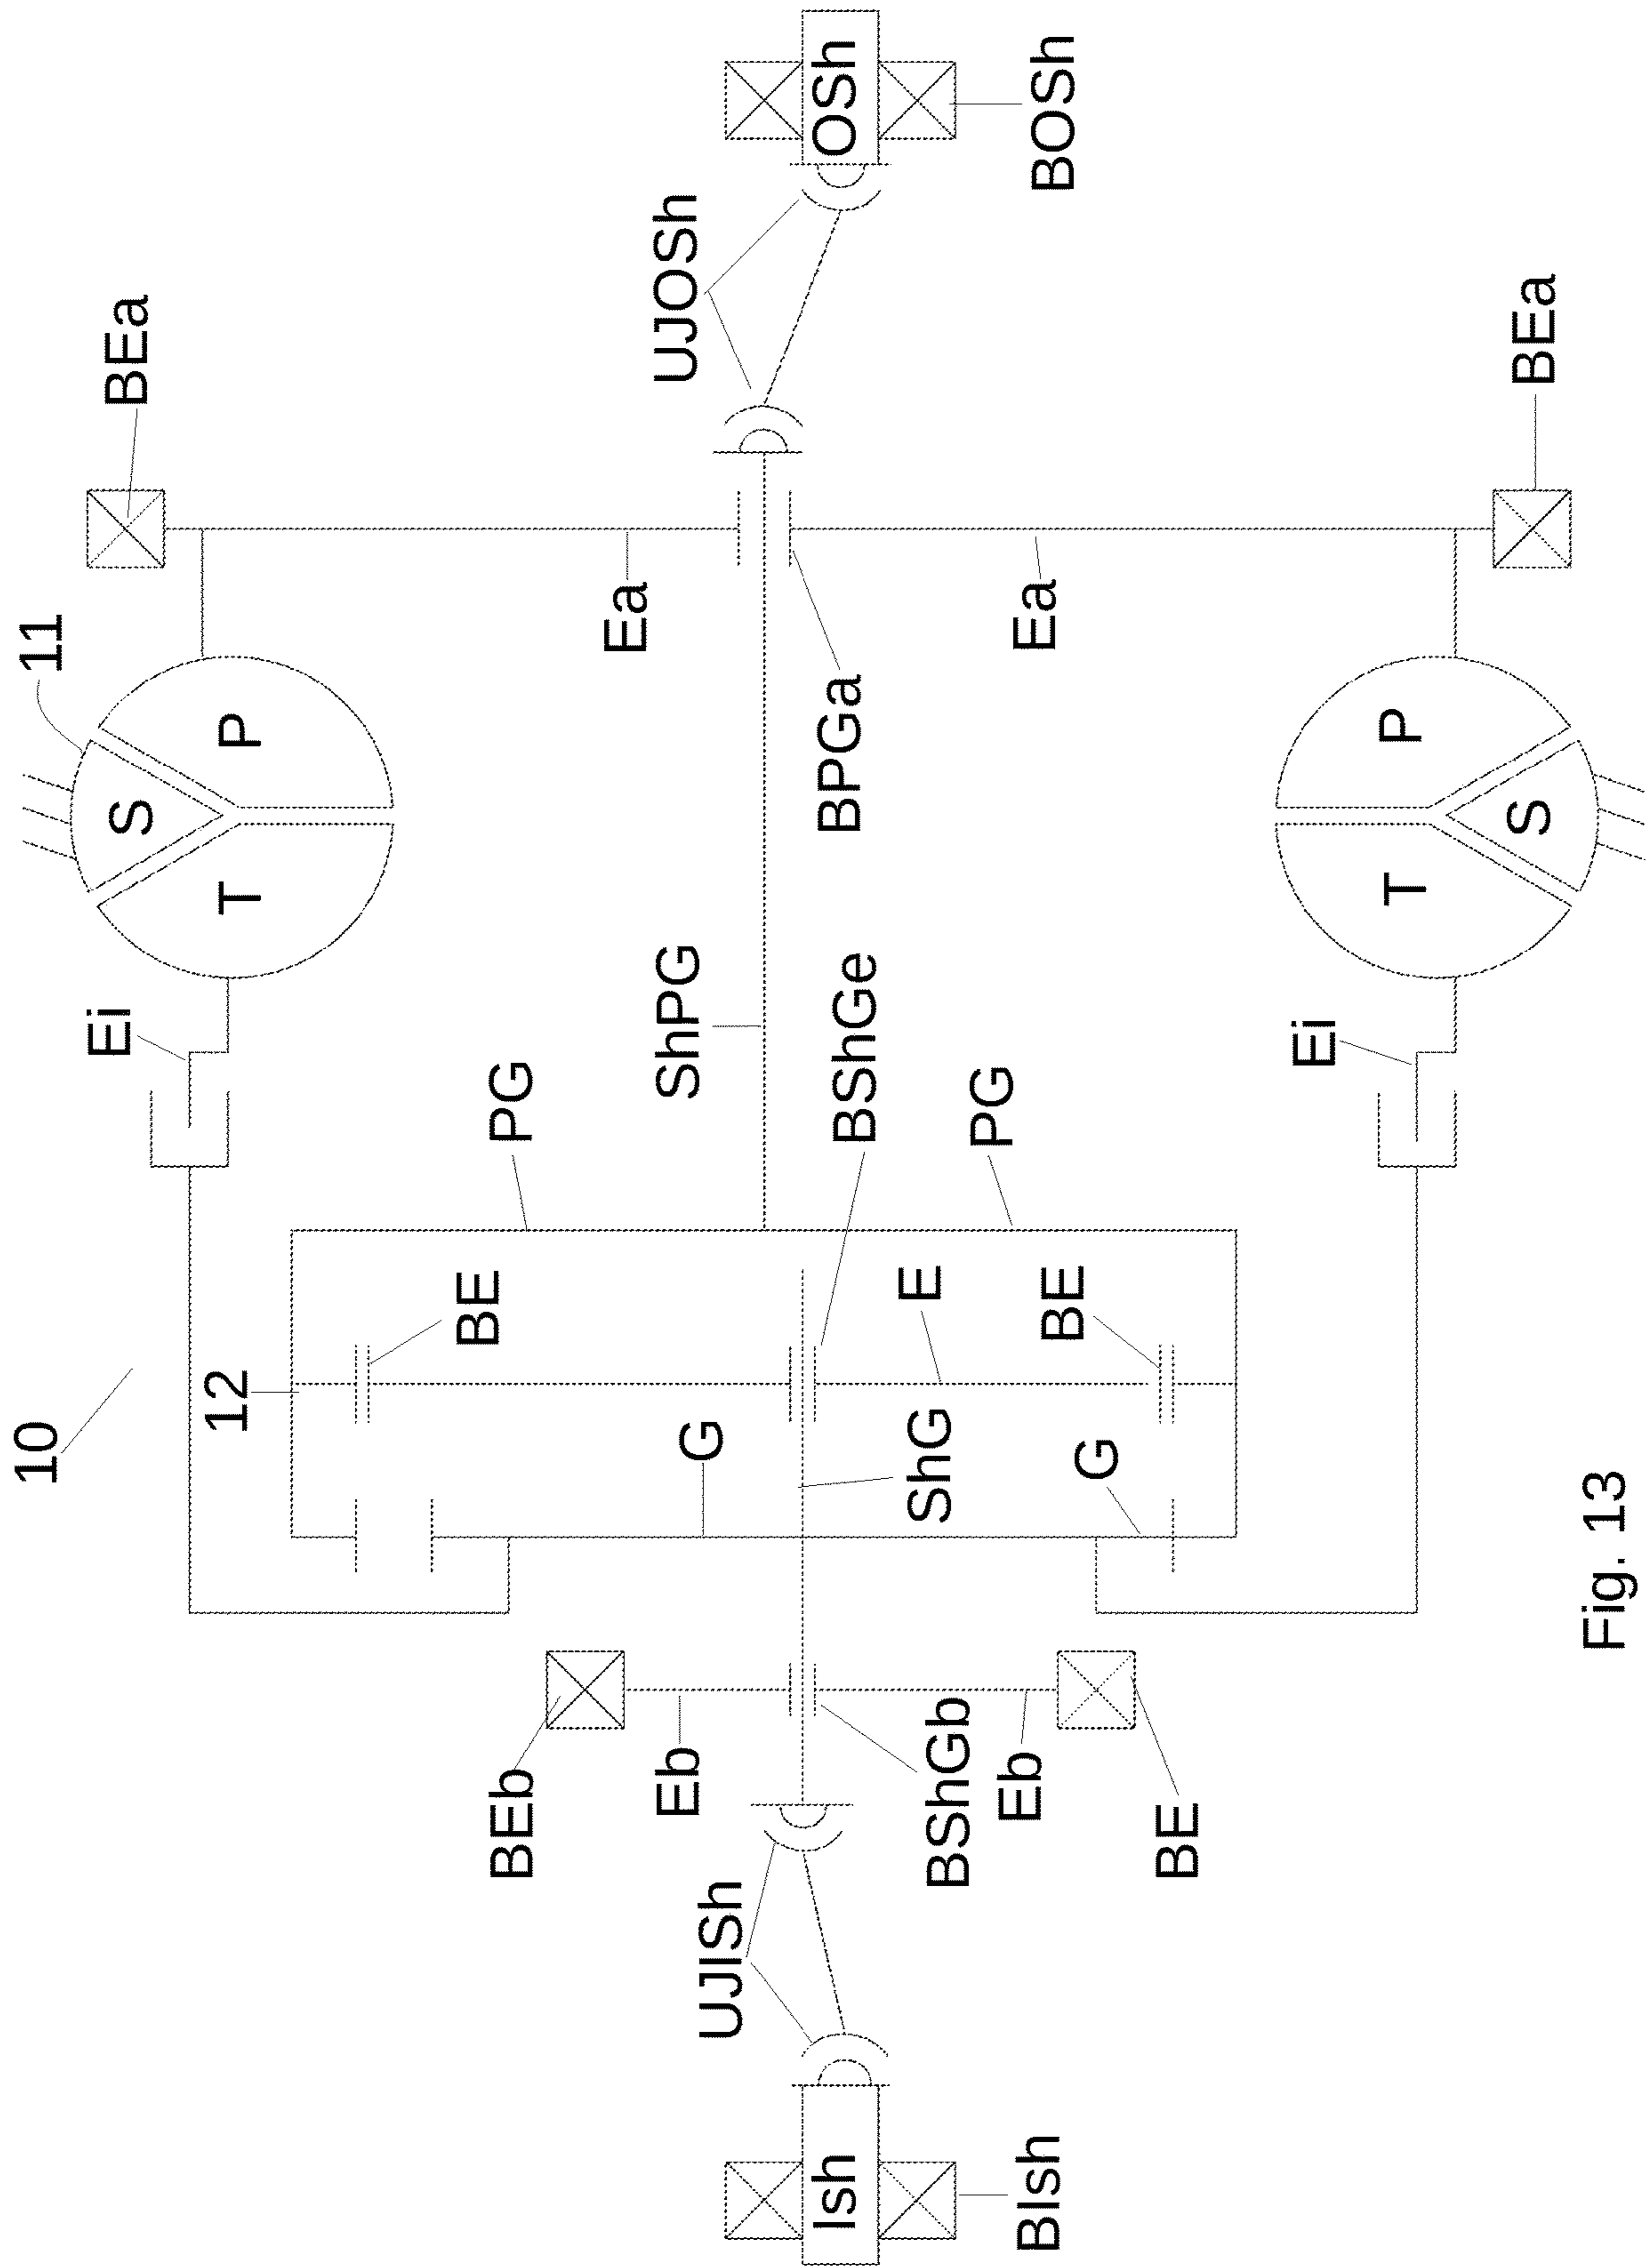 10
11
BEa
S
P
T
Ei
UJOSh
OSh
BOSh
Ea
BPGa
Ea
BEa
P
S
T
Ei
ShPG
BShGe
PG
PG
12
BE
E
BE
G
ShG
G
BEb
Eb
BShGb
Eb
BE
UJISh
Ish
BIsh
Fig. 13